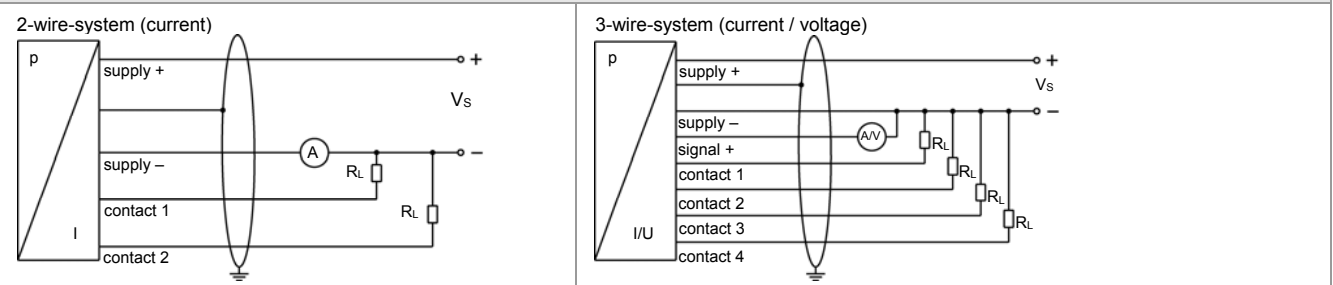 2-wire-system (current)
p
supply +
+
VS
supply –
A
–
RL
contact 1
RL
I
contact 2
3-wire-system (current / voltage)
p
supply +
+
VS
–
supply –
A/V
signal +
RL
contact 1
RL
contact 2
RL
contact 3
RL
I/U
contact 4